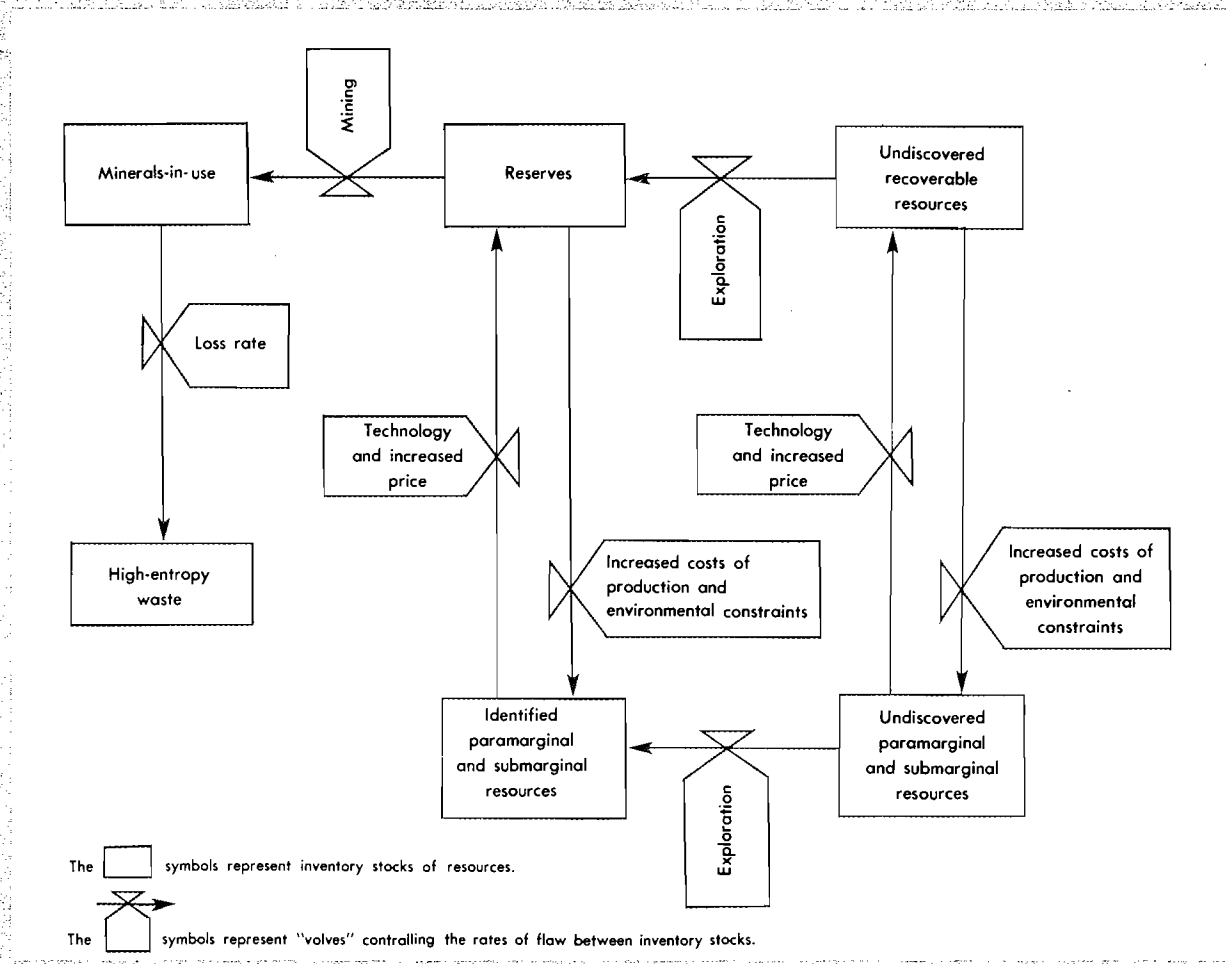 Mining
Minerals-in-use
Reserves
Undiscovered
recoverable
resources
Exploration
Loss rate
Technology
and increased
price
Technology
and increased
price
High-entropy
waste
Increased costs of
production and
environmental constraints
Increased costs of
production and
environmental
constraints
Identified
paramarginal
and submarginal
resources
Undiscovered
paramarginal
and submarginal
resources
Exploration
The symbols represent inventory stocks of resources.
The symbols represent "volves" contralling the rates of flaw between inventory stocks.